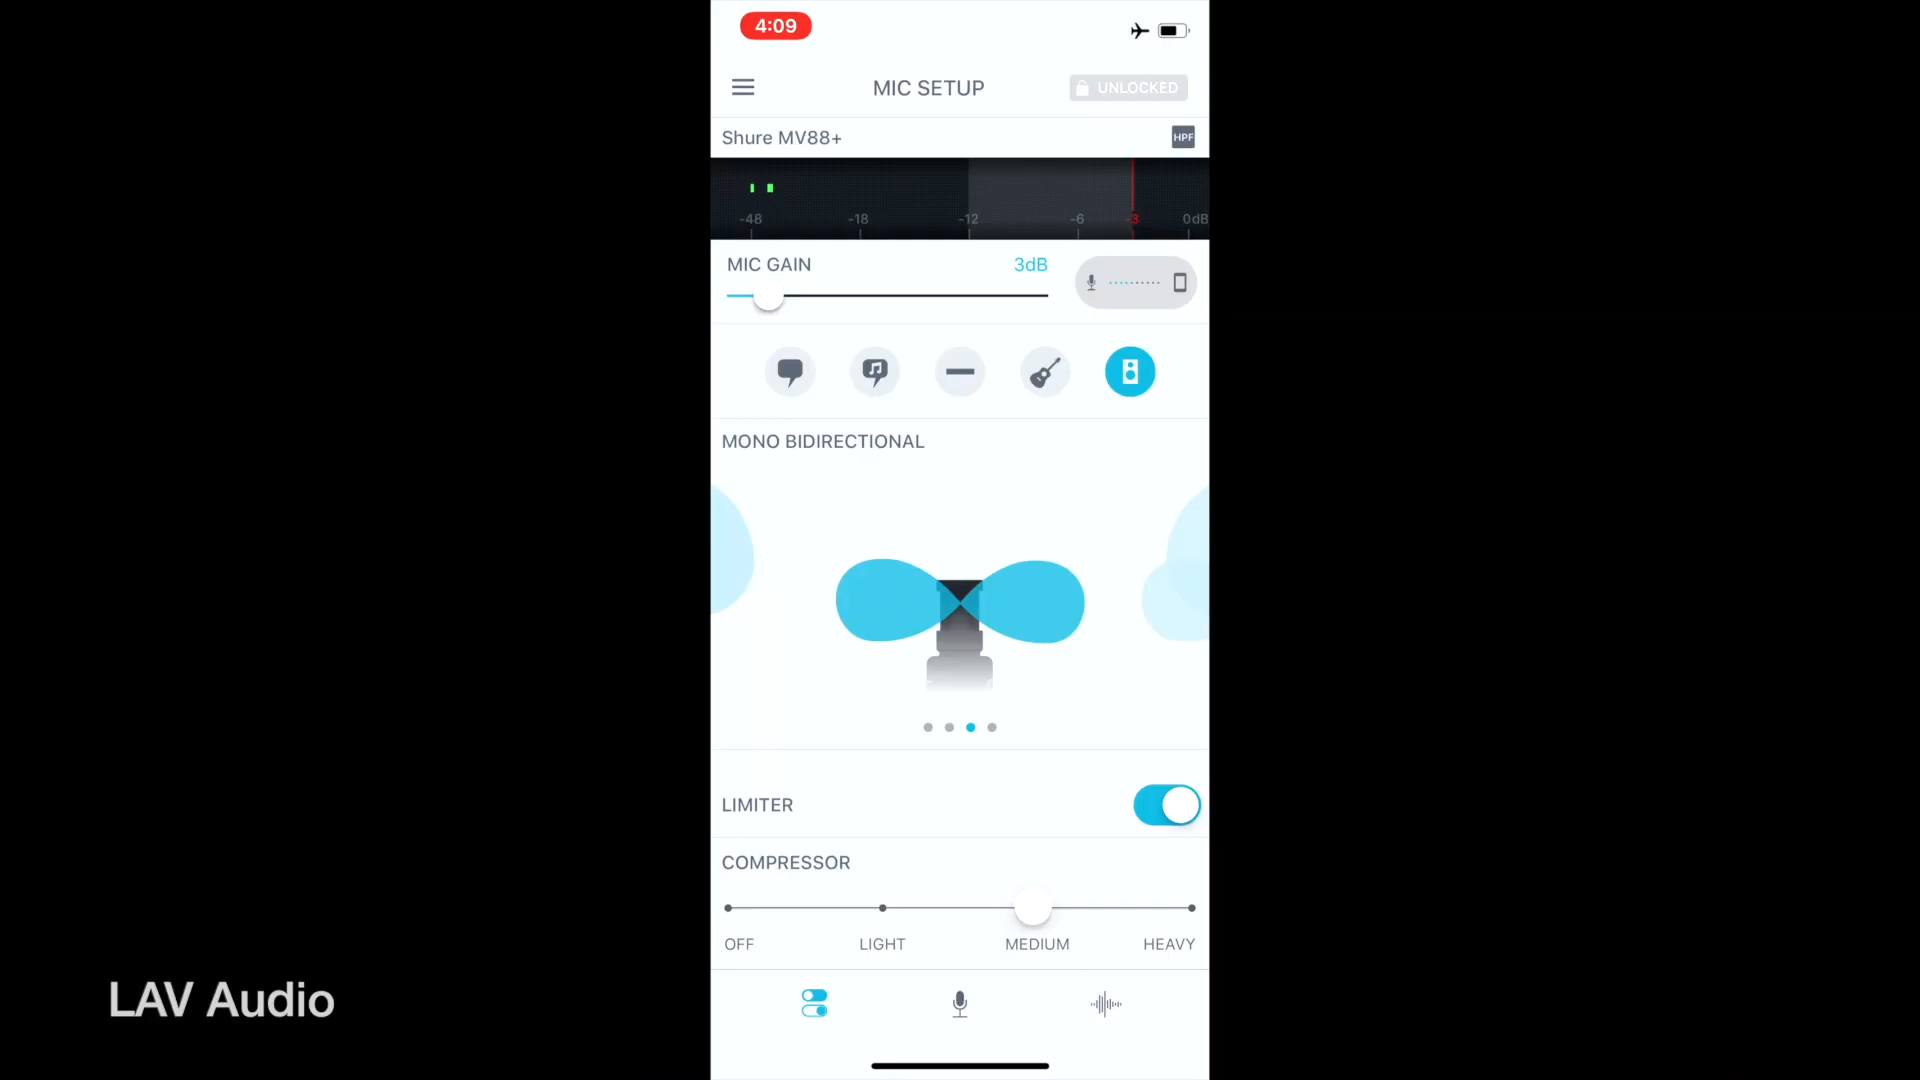 4:09
MIC SETUP
UNLOCKED
Shure MV88+
HPF
-48 -18 -12 -6 -3 0dB
MIC GAIN 3dB
MONO BIDIRECTIONAL
LIMITER
COMPRESSOR
OFF LIGHT MEDIUM HEAVY
LAV Audio